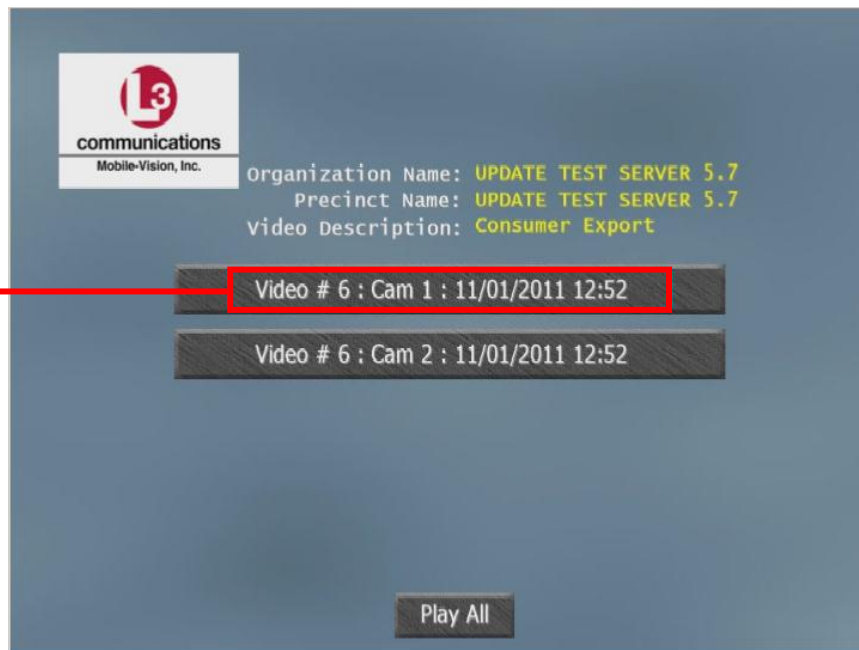 L3
communications
Mobile-Vision, Inc.
Organization Name: UPDATE TEST SERVER 5.7
Precinct Name: UPDATE TEST SERVER 5.7
Video Description: Consumer Export
Video # 6 : Cam 1 : 11/01/2011 12:52
Video # 6 : Cam 2 : 11/01/2011 12:52
Play All